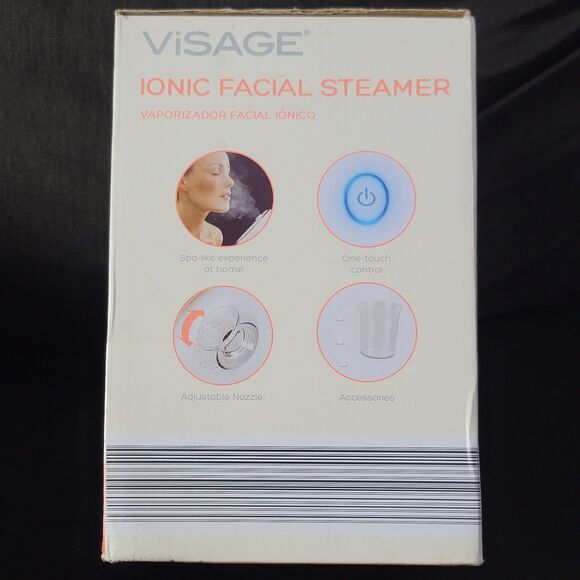 ViSAGE®
IONIC FACIAL STEAMER
VAPORIZADOR FACIAL IÓNICO
Spa-like experience
at home
One-touch
control
Adjustable Nozzle
Accessories